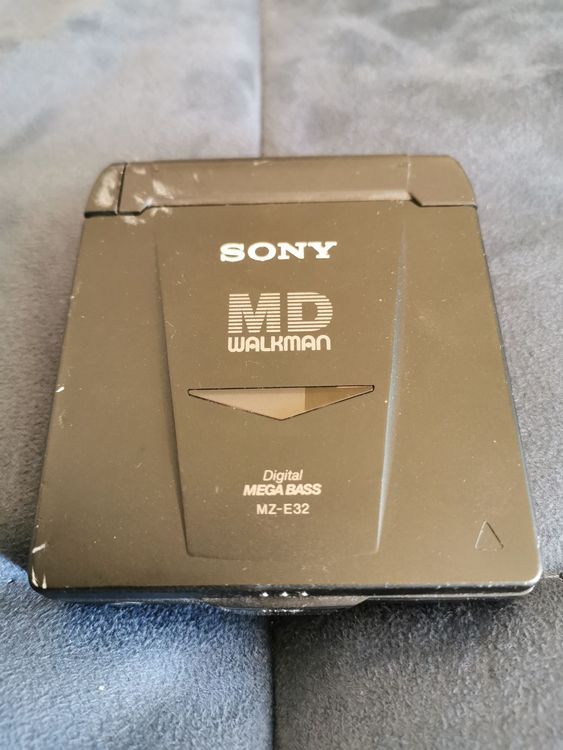 SONY
MD
WALKMAN
Digital
MEGA BASS
MZ-E32